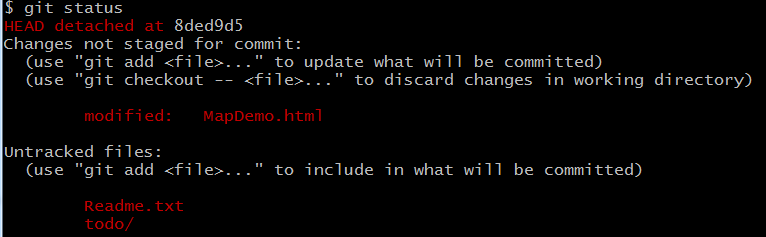 $ git status
HEAD detached at 8ded9d5
Changes not staged for commit:
  (use "git add <file>..." to update what will be committed)
  (use "git checkout -- <file>..." to discard changes in working directory)
        modified:   MapDemo.html
Untracked files:
  (use "git add <file>..." to include in what will be committed)
        Readme.txt
        todo/